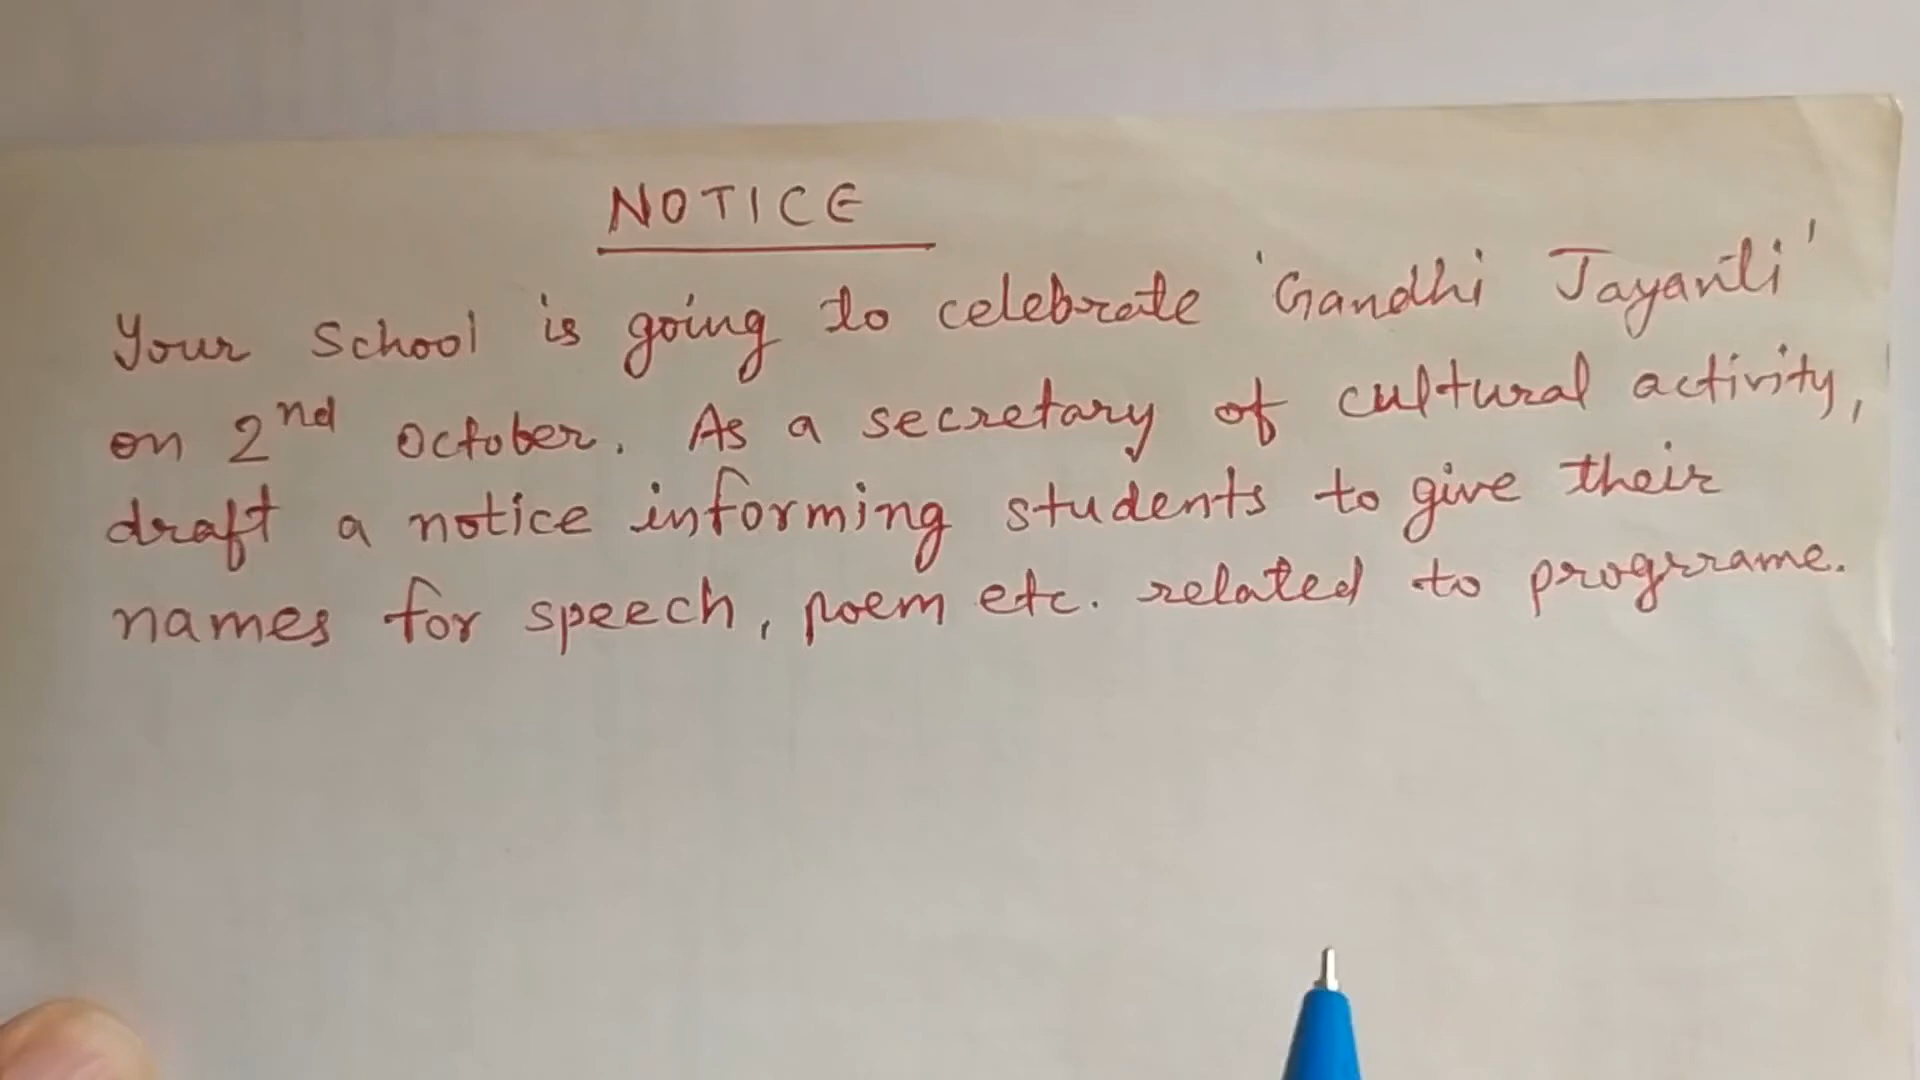 NOTICE
Your School is going to celebrate 'Gandhi Jayanti'
on 2nd October. As a secretary of cultural activity,
draft a notice informing students to give their
names for speech, poem etc. related to programe.